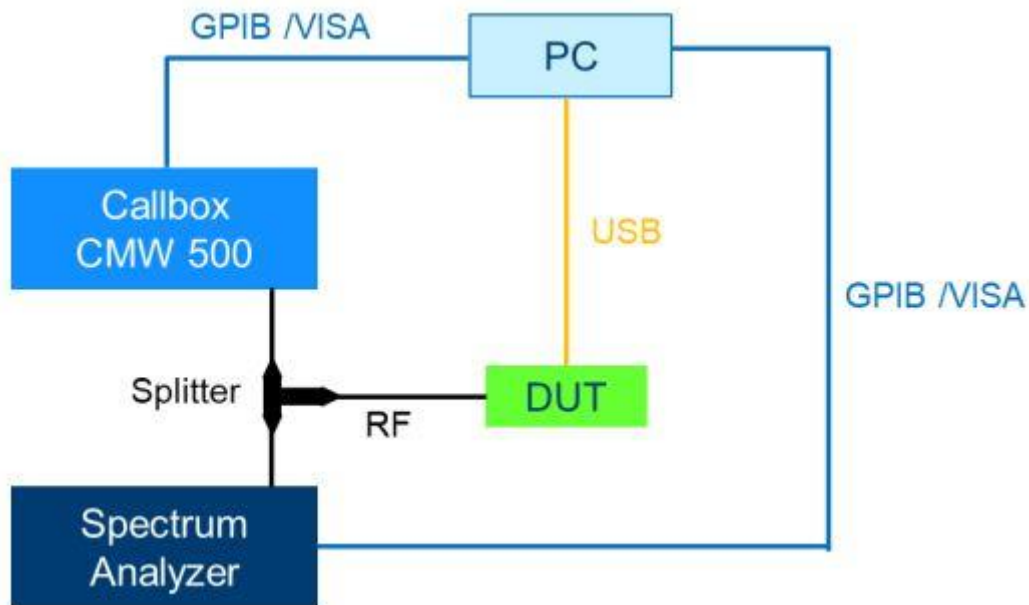 GPIB /VISA
PC
Callbox
CMW 500
USB
GPIB /VISA
Splitter
RF
DUT
Spectrum
Analyzer